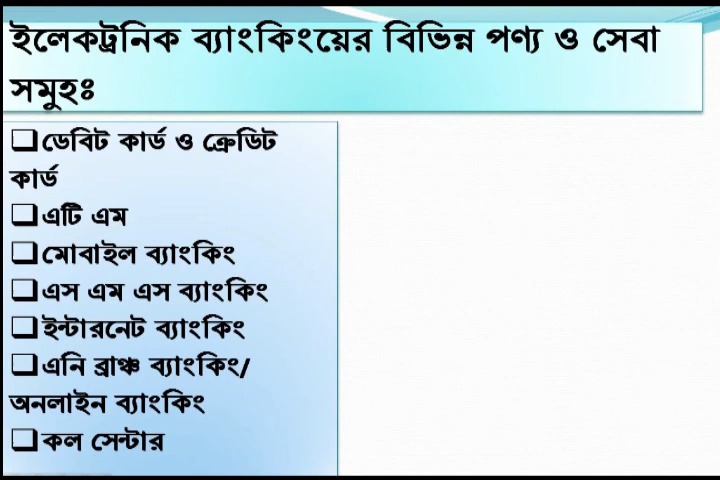 ইলেকট্রনিক ব্যাংকিংয়ের বিভিন্ন পণ্য ও সেবা
সমুহঃ
❑ডেবিট কার্ড ও ক্রেডিট
কার্ড
❑এটি এম
❑মোবাইল ব্যাংকিং
❑এস এম এস ব্যাংকিং
❑ইন্টারনেট ব্যাংকিং
❑এনি ব্রাঞ্চ ব্যাংকিং/
অনলাইন ব্যাংকিং
❑কল সেন্টার